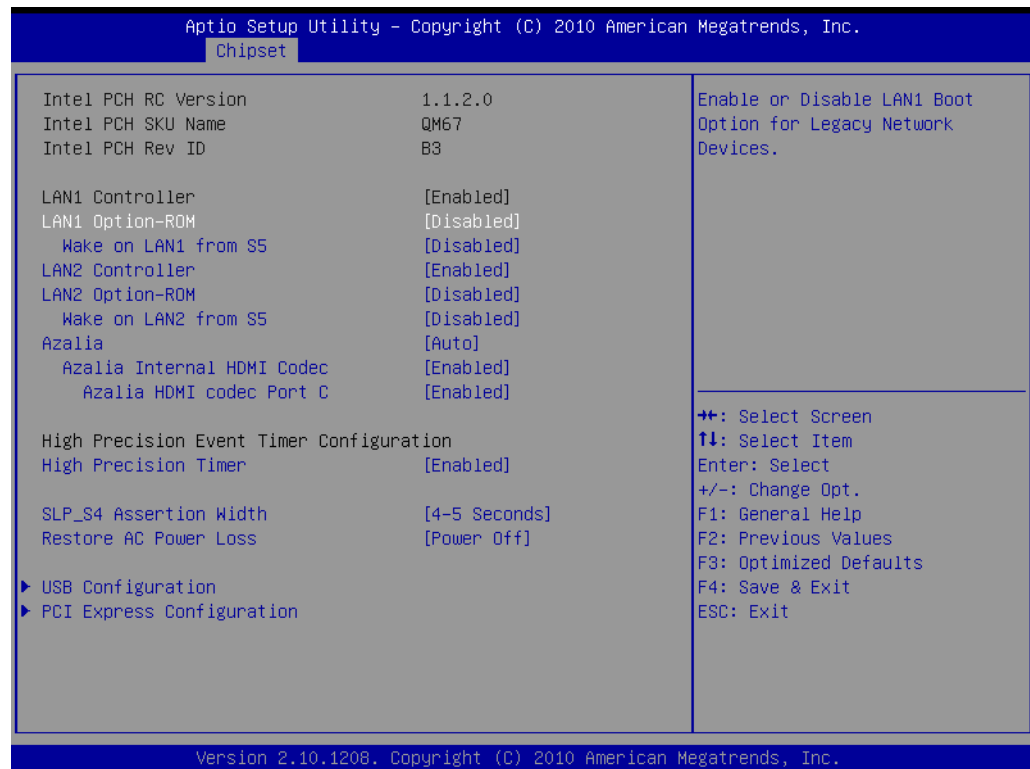 Aptio Setup Utility – Copyright (C) 2010 American Megatrends, Inc.
Chipset
Intel PCH RC Version 1.1.2.0
Intel PCH SKU Name QM67
Intel PCH Rev ID B3
LAN1 Controller [Enabled]
LAN1 Option-ROM [Disabled]
Wake on LAN1 from S5 [Disabled]
LAN2 Controller [Enabled]
LAN2 Option-ROM [Disabled]
Wake on LAN2 from S5 [Disabled]
Azalia [Auto]
Azalia Internal HDMI Codec [Enabled]
Azalia HDMI codec Port C [Enabled]
High Precision Event Timer Configuration
High Precision Timer [Enabled]
SLP_S4 Assertion Width [4-5 Seconds]
Restore AC Power Loss [Power Off]
► USB Configuration
► PCI Express Configuration
Enable or Disable LAN1 Boot
Option for Legacy Network
Devices.
→←: Select Screen
↑↓: Select Item
Enter: Select
+/-: Change Opt.
F1: General Help
F2: Previous Values
F3: Optimized Defaults
F4: Save & Exit
ESC: Exit
Version 2.10.1208. Copyright (C) 2010 American Megatrends, Inc.